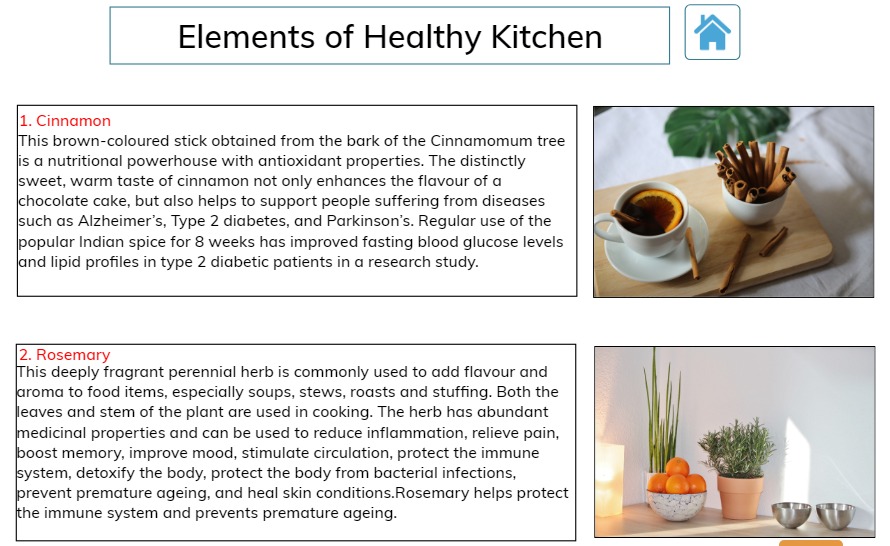 Elements of Healthy Kitchen
1. Cinnamon
This brown-coloured stick obtained from the bark of the Cinnamomum tree
is a nutritional powerhouse with antioxidant properties. The distinctly
sweet, warm taste of cinnamon not only enhances the flavour of a
chocolate cake, but also helps to support people suffering from diseases
such as Alzheimer’s, Type 2 diabetes, and Parkinson’s. Regular use of the
popular Indian spice for 8 weeks has improved fasting blood glucose levels
and lipid profiles in type 2 diabetic patients in a research study.
2. Rosemary
This deeply fragrant perennial herb is commonly used to add flavour and
aroma to food items, especially soups, stews, roasts and stuffing. Both the
leaves and stem of the plant are used in cooking. The herb has abundant
medicinal properties and can be used to reduce inflammation, relieve pain,
boost memory, improve mood, stimulate circulation, protect the immune
system, detoxify the body, protect the body from bacterial infections,
prevent premature ageing, and heal skin conditions.Rosemary helps protect
the immune system and prevents premature ageing.